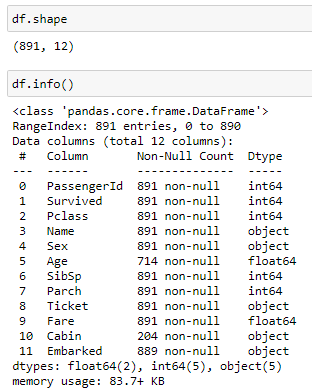 df.shape
(891, 12)
df.info()
<class 'pandas.core.frame.DataFrame'>
RangeIndex: 891 entries, 0 to 890
Data columns (total 12 columns):
 #   Column       Non-Null Count  Dtype
---  ------       --------------  -----
 0   PassengerId  891 non-null    int64
 1   Survived     891 non-null    int64
 2   Pclass       891 non-null    int64
 3   Name         891 non-null    object
 4   Sex          891 non-null    object
 5   Age          714 non-null    float64
 6   SibSp        891 non-null    int64
 7   Parch        891 non-null    int64
 8   Ticket       891 non-null    object
 9   Fare         891 non-null    float64
 10  Cabin        204 non-null    object
 11  Embarked     889 non-null    object
dtypes: float64(2), int64(5), object(5)
memory usage: 83.7+ KB